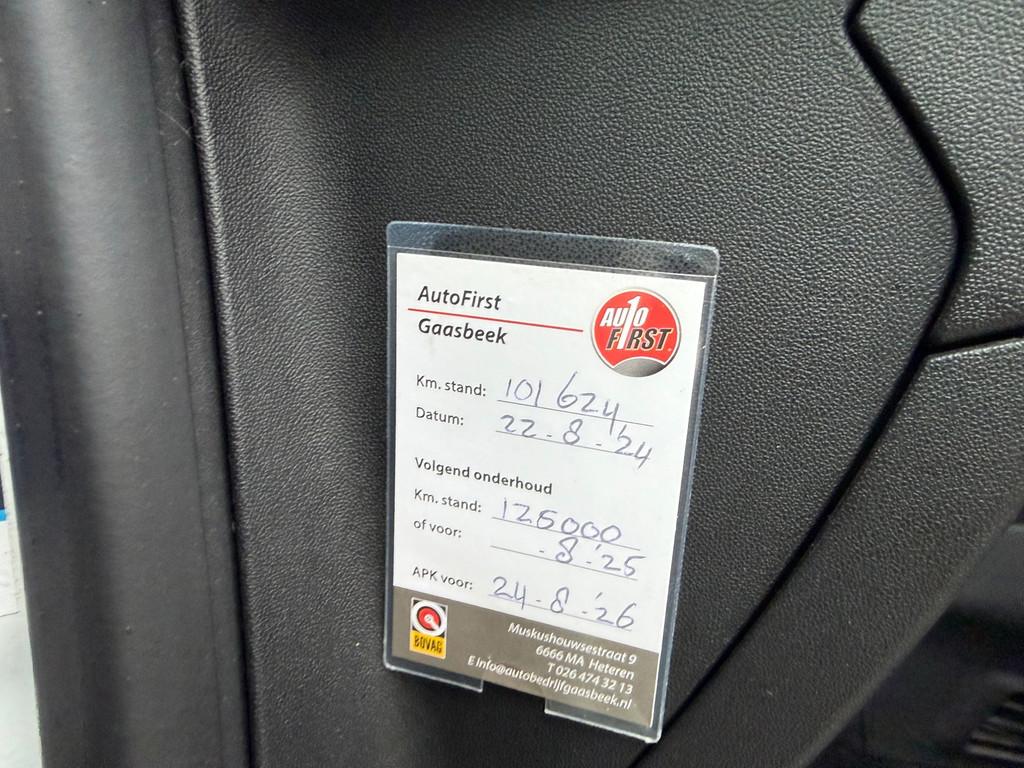 AutoFirst
Gaasbeek
AUTO
FIRST
Km. stand: 101 624
Datum: 22-8-'24
Volgend onderhoud
Km. stand: 126000
of voor: -8-'25
APK voor: 24-8-'26
BOVAG
Muskushouwsestraat 9
6666 MA Heteren
T 026 474 32 13
E info@autobedrijfgaasbeek.nl